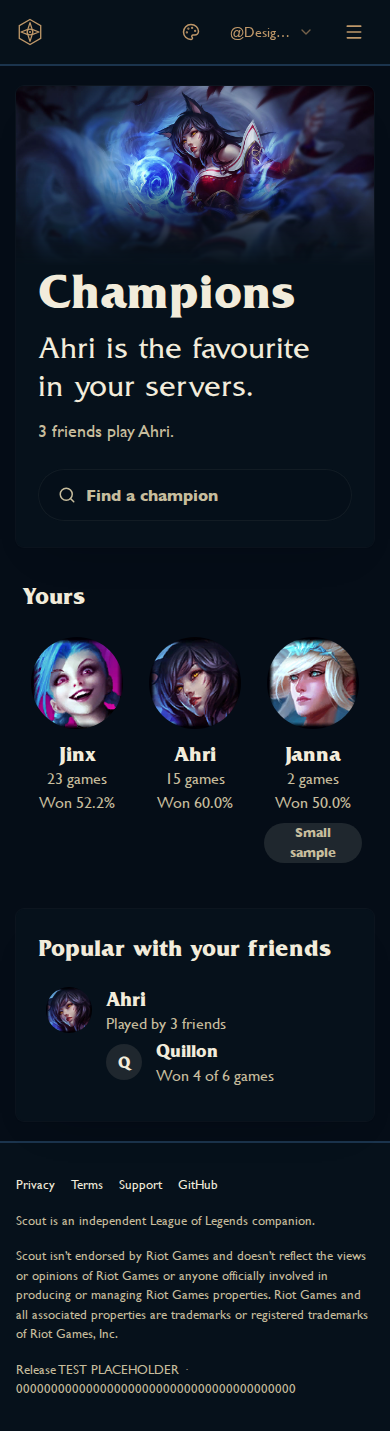 @Desig...
Champions
Ahri is the favourite
in your servers.
3 friends play Ahri.
Find a champion
Yours
Jinx
23 games
Won 52.2%
Ahri
15 games
Won 60.0%
Janna
2 games
Won 50.0%
Small
sample
Popular with your friends
Ahri
Played by 3 friends
Q
Quillon
Won 4 of 6 games
Privacy Terms Support GitHub
Scout is an independent League of Legends companion.
Scout isn't endorsed by Riot Games and doesn't reflect the views
or opinions of Riot Games or anyone officially involved in
producing or managing Riot Games properties. Riot Games and
all associated properties are trademarks or registered trademarks
of Riot Games, Inc.
Release TEST PLACEHOLDER ·
0000000000000000000000000000000000000000